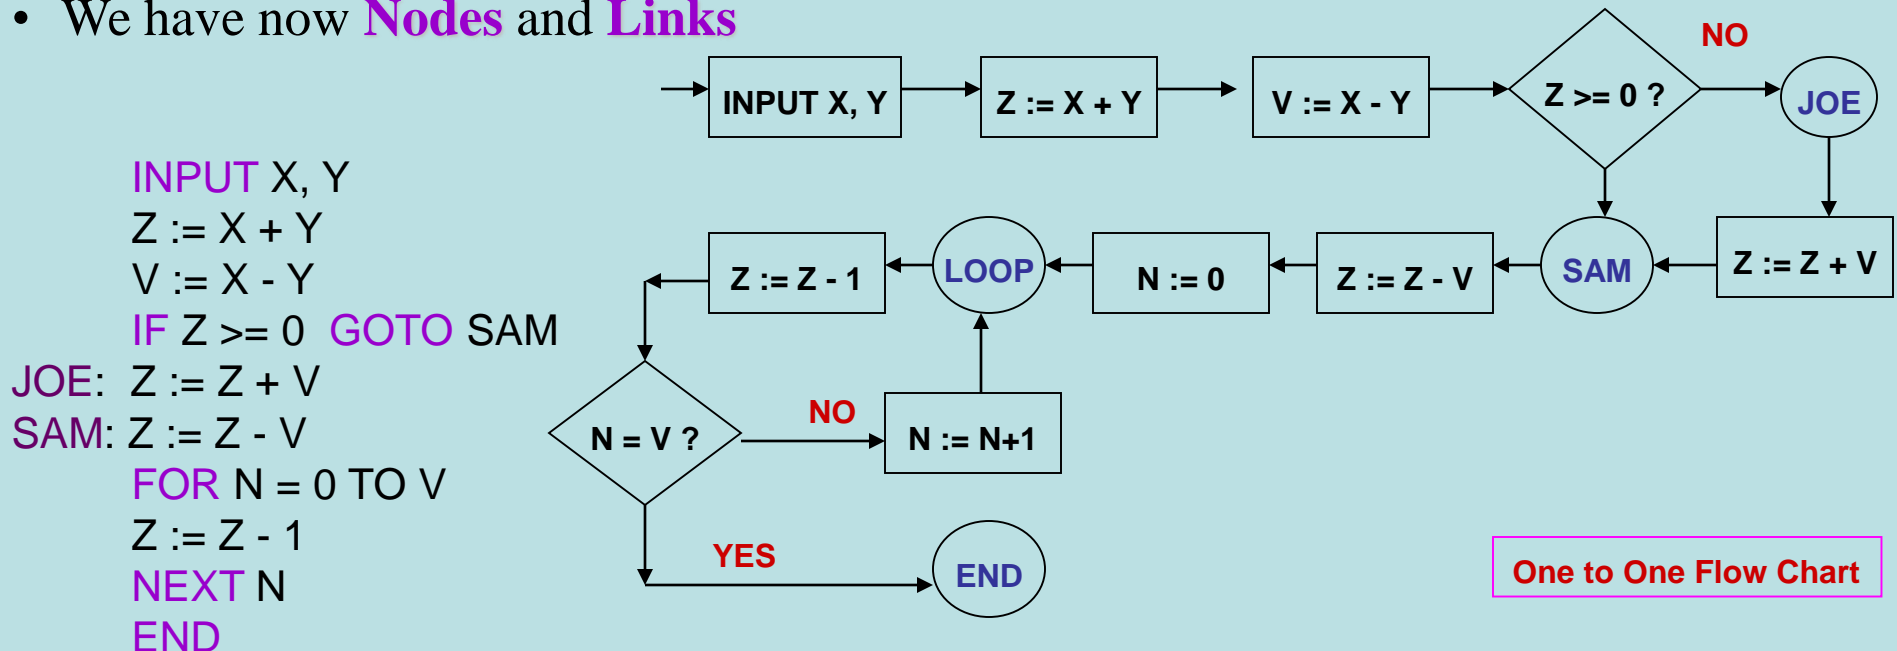 • We have now Nodes and Links
INPUT X, Y
Z := X + Y
V := X - Y
IF Z >= 0 GOTO SAM
JOE: Z := Z + V
SAM: Z := Z - V
FOR N = 0 TO V
Z := Z - 1
NEXT N
END
INPUT X, Y
Z := X + Y
V := X - Y
Z >= 0 ?
NO
JOE
Z := Z + V
SAM
Z := Z - V
N := 0
LOOP
Z := Z - 1
N = V ?
NO
N := N+1
YES
END
One to One Flow Chart